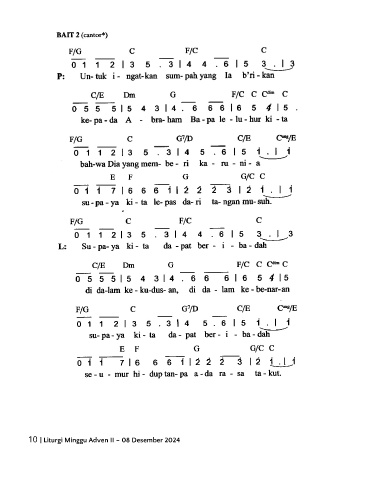 BAIT 2 (cantor*)
F/G C F/C C
0 1 1 2 | 3 5 . 3 | 4 4 . 6 | 5 3 . | 3
P: Un- tuk i - ngat-kan sum- pah yang Ia b'ri - kan
C/E Dm G F/C C Cdim C
0 5 5 5 | 5 4 3 | 4 . 6 6 6 | 6 5 4 | 5 .
ke- pa - da A - bra- ham Ba - pa le - lu - hur ki - ta
F/G C G7/D C/E /E
0 1 1 2 | 3 5 . 3 | 4 5 . 6 | 5 1 . | 1
bah-wa Dia yang mem- be - ri ka - ru - ni - a
E F G G/C C
0 1 1 7 | 6 6 6 1 | 2 2 2 3 | 2 1 . | 1
su - pa - ya ki - ta le- pas da- ri ta- ngan mu- suh.
F/G C F/C C
0 1 1 2 | 3 5 . 3 | 4 4 . 6 | 5 3 . | 3
L: Su - pa- ya ki - ta da - pat ber - i - ba - dah
C/E Dm G F/C C Cdim C
0 5 5 5 | 5 4 3 | 4 . 6 6 6 | 6 5 4 | 5
di da-lam ke - ku-dus- an, di da - lam ke - be-nar-an
F/G C G7/D C/E /E
0 1 1 2 | 3 5 . 3 | 4 5 . 6 | 5 1 . | 1
su- pa - ya ki - ta da- pat ber - i - ba - dah
E F G G/C C
0 1 1 7 | 6 6 6 1 | 2 2 2 3 | 2 1 . | 1
se - u - mur hi - dup tan- pa a - da ra - sa ta - kut.
10 | Liturgi Minggu Adven II – 08 Desember 2024